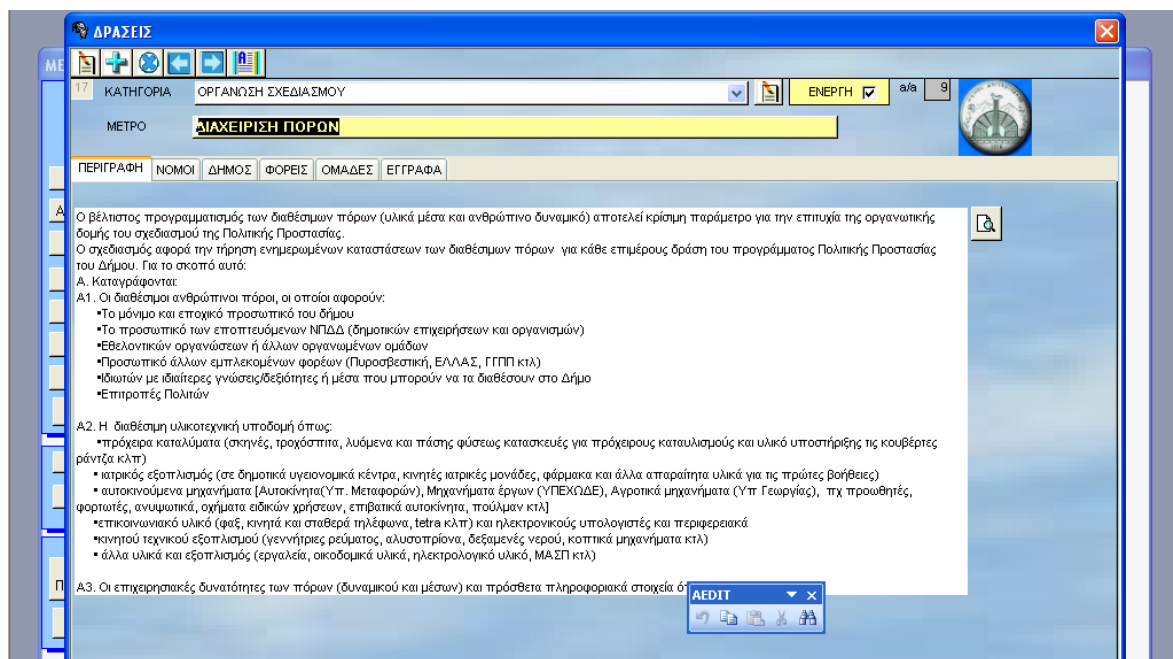 ΔΡΑΣΕΙΣ
ΜΕ
17 ΚΑΤΗΓΟΡΙΑ ΟΡΓΑΝΩΣΗ ΣΧΕΔΙΑΣΜΟΥ ΕΝΕΡΓΗ a/a 9
ΜΕΤΡΟ ΔΙΑΧΕΙΡΙΣΗ ΠΟΡΩΝ
ΠΕΡΙΓΡΑΦΗ ΝΟΜΟΙ ΔΗΜΟΣ ΦΟΡΕΙΣ ΟΜΑΔΕΣ ΕΓΓΡΑΦΑ
Α
Ο βέλτιστος προγραμματισμός των διαθέσιμων πόρων (υλικά μέσα και ανθρώπινο δυναμικό) αποτελεί κρίσιμη παράμετρο για την επιτυχία της οργανωτικής
δομής του σχεδιασμού της Πολιτικής Προστασίας.
Ο σχεδιασμός αφορά την τήρηση ενημερωμένων καταστάσεων των διαθέσιμων πόρων για κάθε επιμέρους δράση του προγράμματος Πολιτικής Προστασίας
του Δήμου. Για το σκοπό αυτό:
Α. Καταγράφονται:
Α1. Οι διαθέσιμοι ανθρώπινοι πόροι, οι οποίοι αφορούν:
•Το μόνιμο και εποχικό προσωπικό του δήμου
•Το προσωπικό των εποπτευόμενων ΝΠΔΔ (δημοτικών επιχειρήσεων και οργανισμών)
•Εθελοντικών οργανώσεων ή άλλων οργανωμένων ομάδων
•Προσωπικό άλλων εμπλεκομένων φορέων (Πυροσβεστική, ΕΛΛΑΣ, ΓΓΠΠ κτλ)
•Ιδιωτών με ιδιαίτερες γνώσεις/δεξιότητες ή μέσα που μπορούν να τα διαθέσουν στο Δήμο
•Επιτροπές Πολιτών
Α2. Η διαθέσιμη υλικοτεχνική υποδομή όπως:
•πρόχειρα καταλύματα (σκηνές, τροχόσπιτα, λυόμενα και πάσης φύσεως κατασκευές για πρόχειρους καταυλισμούς και υλικό υποστήριξης τις κουβέρτες
ράντζα κλπ)
• ιατρικός εξοπλισμός (σε δημοτικά υγειονομικά κέντρα, κινητές ιατρικές μονάδες, φάρμακα και άλλα απαραίτητα υλικά για τις πρώτες βοήθειες)
• αυτοκινούμενα μηχανήματα [Αυτοκίνητα(Υπ. Μεταφορών), Μηχανήματα έργων (ΥΠΕΧΩΔΕ), Αγροτικά μηχανήματα (Υπ Γεωργίας), πχ προωθητές,
φορτωτές, ανυψωτικά, οχήματα ειδικών χρήσεων, επιβατικά αυτοκίνητα, πούλμαν κτλ]
•επικοινωνιακό υλικό (φαξ, κινητά και σταθερά τηλέφωνα, tetra κλπ) και ηλεκτρονικούς υπολογιστές και περιφερειακά
•κινητού τεχνικού εξοπλισμού (γεννήτριες ρεύματος, αλυσοπρίονα, δεξαμενές νερού, κοπτικά μηχανήματα κτλ)
• άλλα υλικά και εξοπλισμός (εργαλεία, οικοδομικά υλικά, ηλεκτρολογικό υλικό, ΜΑΣΠ κτλ)
Π
Α3. Οι επιχειρησιακές δυνατότητες των πόρων (δυναμικού και μέσων) και πρόσθετα πληροφοριακά στοιχεία ό
AEDIT